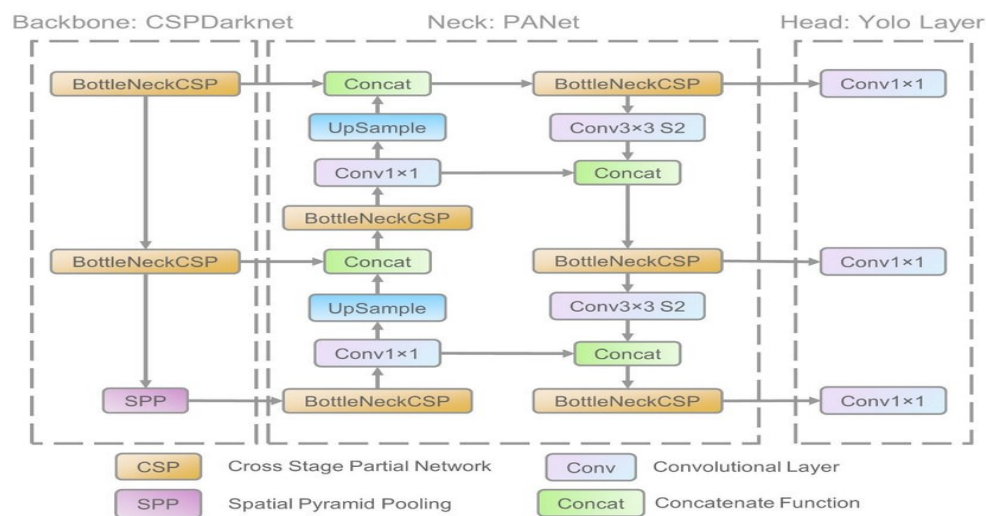 Backbone: CSPDarknet Neck: PANet Head: Yolo Layer
BottleNeckCSP Concat BottleNeckCSP Conv1×1
UpSample Conv3×3 S2
Conv1×1 Concat
BottleNeckCSP
BottleNeckCSP Concat BottleNeckCSP Conv1×1
UpSample Conv3×3 S2
Conv1×1 Concat
SPP BottleNeckCSP BottleNeckCSP Conv1×1
CSP Cross Stage Partial Network Conv Convolutional Layer
SPP Spatial Pyramid Pooling Concat Concatenate Function